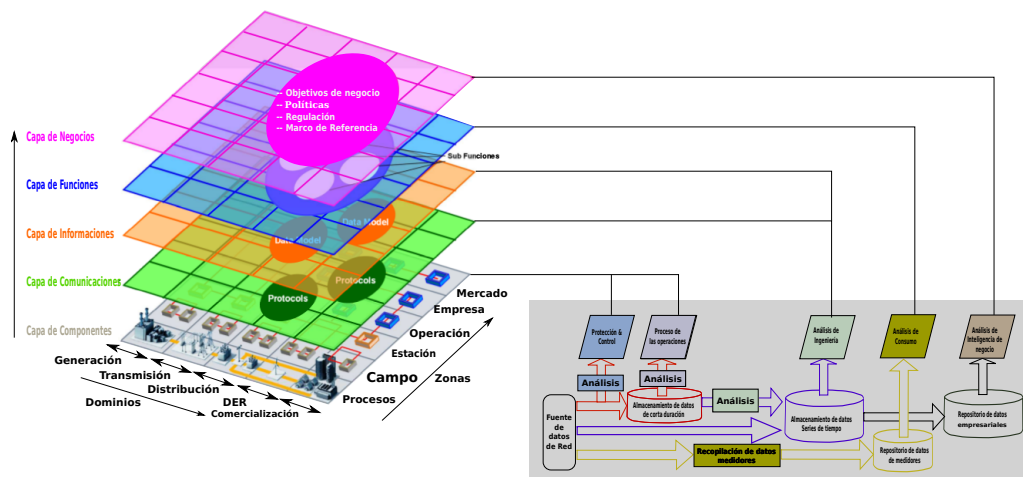 -- Objetivos de negocio
-- Políticas
-- Regulación
-- Marco de Referencia
Capa de Negocios
Sub Funciones
Capa de Funciones
Data Model
Capa de Informaciones
Data Model
Capa de Comunicaciones
Protocols
Protocols
Capa de Componentes
Mercado
Empresa
Operación
Estación
Campo
Zonas
Procesos
Generación
Transmisión
Distribución
DER
Comercialización
Dominios
Protección &
Control
Proceso de
las operaciones
Análisis de
Ingeniería
Análisis de
Consumo
Análisis de
Inteligencia de
negocio
Análisis
Análisis
Análisis
Fuente
de
datos
de Red
Almacenamiento de datos
de corta duración
Almacenamiento de datos
Series de tiempo
Repositorio de datos
empresariales
Recopilación de datos
medidores
Repositorio de datos
de medidores